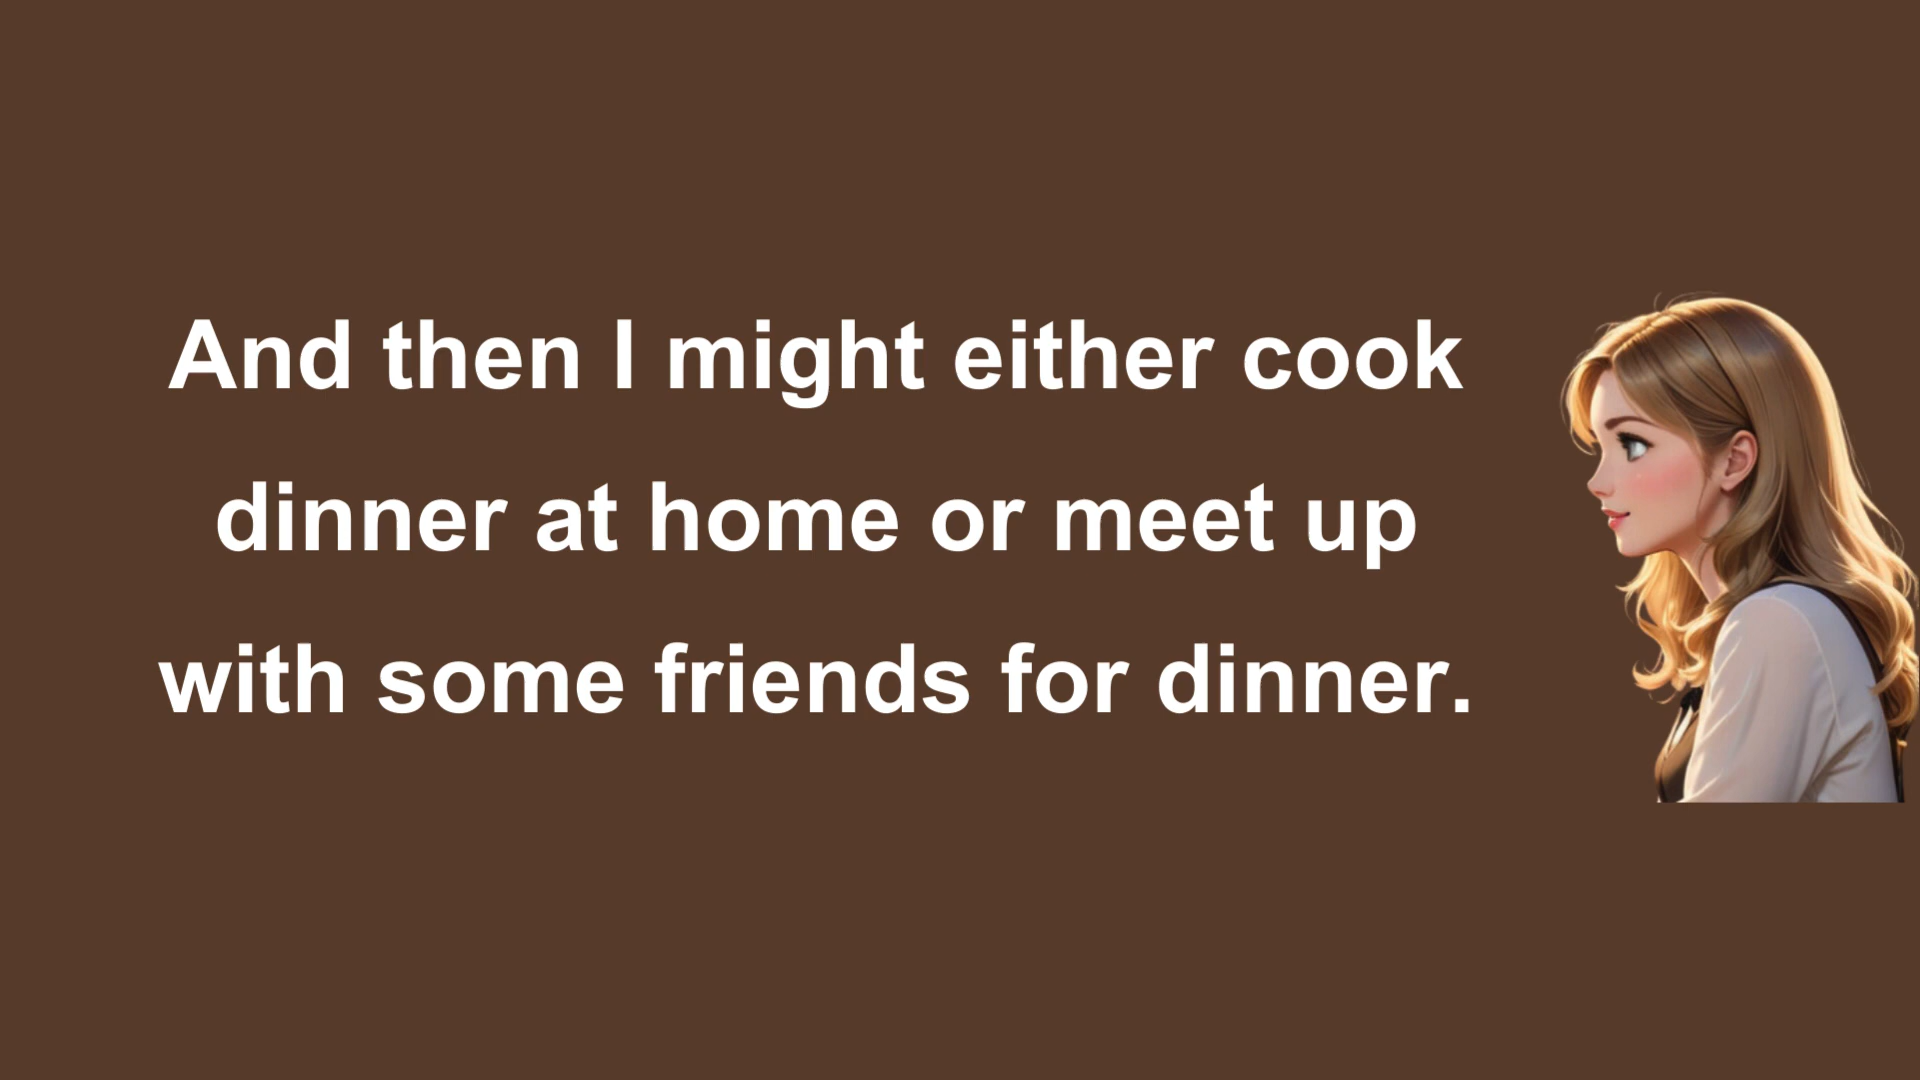 And then I might either cook
dinner at home or meet up
with some friends for dinner.